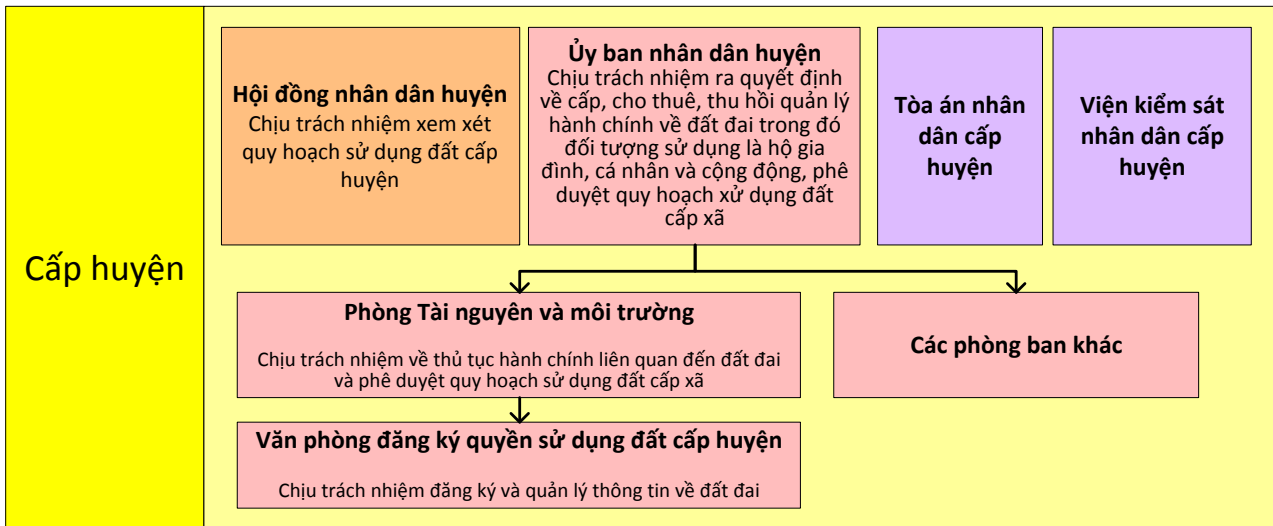 Cấp huyện
Hội đồng nhân dân huyện
Chịu trách nhiệm xem xét
quy hoạch sử dụng đất cấp
huyện
Ủy ban nhân dân huyện
Chịu trách nhiệm ra quyết định
về cấp, cho thuê, thu hồi quản lý
hành chính về đất đai trong đó
đối tượng sử dụng là hộ gia
đình, cá nhân và cộng động, phê
duyệt quy hoạch xử dụng đất
cấp xã
Tòa án nhân
dân cấp
huyện
Viện kiểm sát
nhân dân cấp
huyện
Phòng Tài nguyên và môi trường
Chịu trách nhiệm về thủ tục hành chính liên quan đến đất đai
và phê duyệt quy hoạch sử dụng đất cấp xã
Các phòng ban khác
Văn phòng đăng ký quyền sử dụng đất cấp huyện
Chịu trách nhiệm đăng ký và quản lý thông tin về đất đai